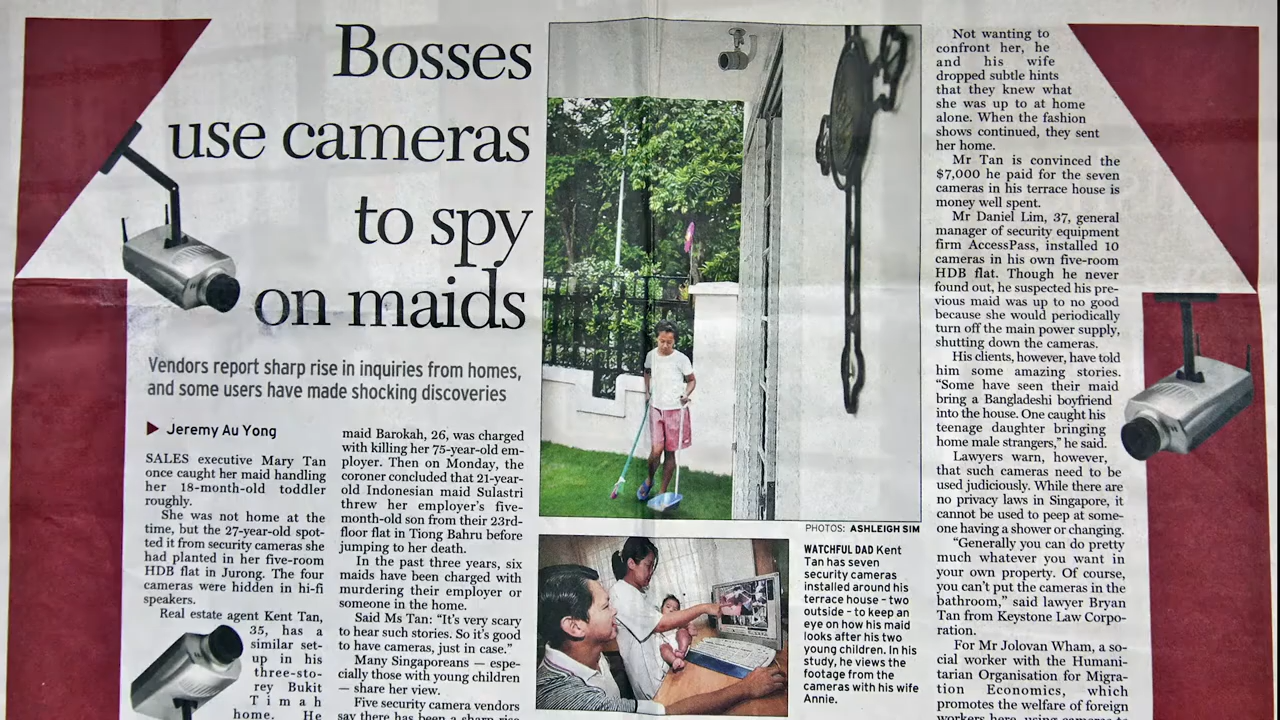 Bosses
use cameras
to spy
on maids
Vendors report sharp rise in inquiries from homes,
and some users have made shocking discoveries
Jeremy Au Yong
SALES executive Mary Tan
once caught her maid handling
her 18-month-old toddler
roughly.
She was not home at the
time, but the 27-year-old spot-
ted it from security cameras she
had planted in her five-room
HDB flat in Jurong. The four
cameras were hidden in hi-fi
speakers.
Real estate agent Kent Tan,
35, has a
similar set-
up in his
three-sto-
rey Bukit
Timah
home. He
maid Barokah, 26, was charged
with killing her 75-year-old em-
ployer. Then on Monday, the
coroner concluded that 21-year-
old Indonesian maid Sulastri
threw her employer's five-
month-old son from their 23rd-
floor flat in Tiong Bahru before
jumping to her death.
In the past three years, six
maids have been charged with
murdering their employer or
someone in the home.
Said Ms Tan: "It's very scary
to hear such stories. So it's good
to have cameras, just in case."
Many Singaporeans — espe-
cially those with young children
— share her view.
Five security camera vendors
say there has been a sharp rise
PHOTOS: ASHLEIGH SIM
WATCHFUL DAD Kent
Tan has seven
security cameras
installed around his
terrace house – two
outside – to keep an
eye on how his maid
looks after his two
young children. In his
study, he views the
footage from the
cameras with his wife
Annie.
Not wanting to
confront her, he
and his wife
dropped subtle hints
that they knew what
she was up to at home
alone. When the fashion
shows continued, they sent
her home.
Mr Tan is convinced the
$7,000 he paid for the seven
cameras in his terrace house is
money well spent.
Mr Daniel Lim, 37, general
manager of security equipment
firm AccessPass, installed 10
cameras in his own five-room
HDB flat. Though he never
found out, he suspected his pre-
vious maid was up to no good
because she would periodically
turn off the main power supply,
shutting down the cameras.
His clients, however, have told
him some amazing stories.
"Some have seen their maid
bring a Bangladeshi boyfriend
into the house. One caught his
teenage daughter bringing
home male strangers," he said.
Lawyers warn, however,
that such cameras need to be
used judiciously. While there are
no privacy laws in Singapore, it
cannot be used to peep at some-
one having a shower or changing.
"Generally you can do pretty
much whatever you want in
your own property. Of course,
you can't put the cameras in the
bathroom," said lawyer Bryan
Tan from Keystone Law Corpo-
ration.
For Mr Jolovan Wham, a so-
cial worker with the Humani-
tarian Organisation for Migra-
tion Economics, which
promotes the welfare of foreign
workers here, using cameras to